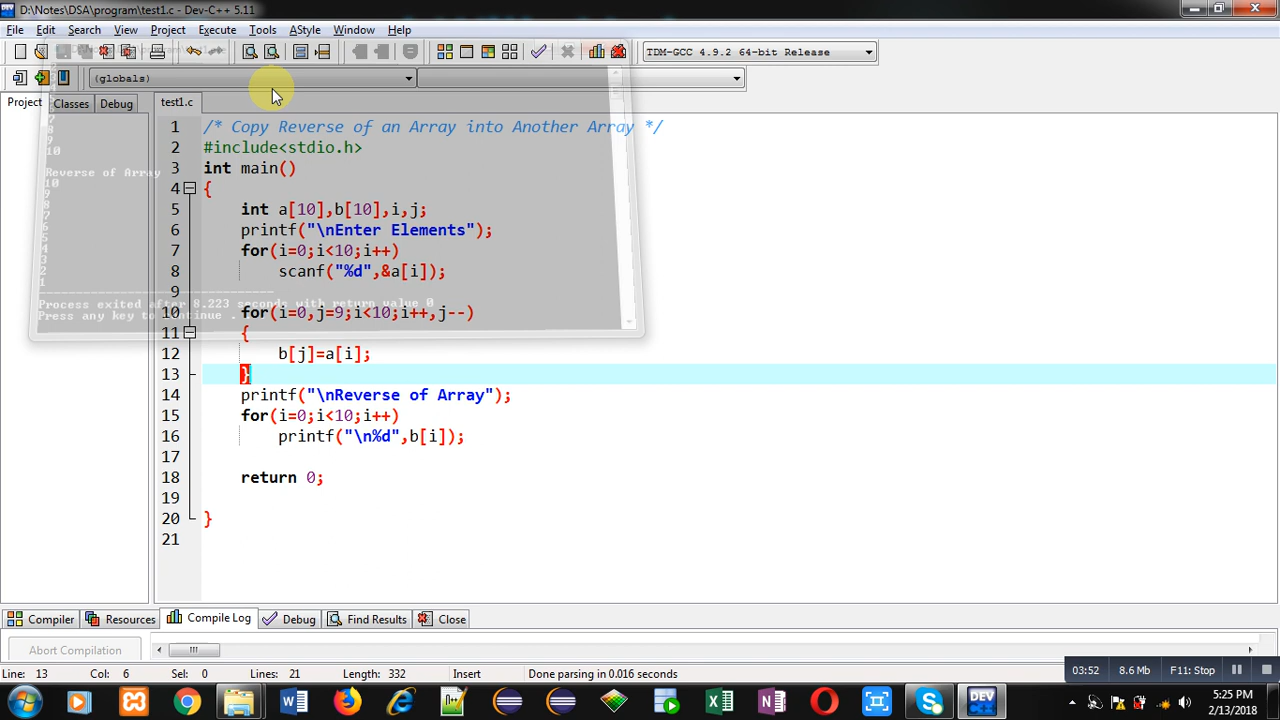 D:\Notes\DSA\program\test1.c - Dev-C++ 5.11
File Edit Search View Project Execute Tools AStyle Window Help
TDM-GCC 4.9.2 64-bit Release
(globals)
Project Classes Debug test1.c
1 /* Copy Reverse of an Array into Another Array */
2 #include<stdio.h>
3 int main()
4 {
5 int a[10],b[10],i,j;
6 printf("\nEnter Elements");
7 for(i=0;i<10;i++)
8 scanf("%d",&a[i]);
9
10 for(i=0,j=9;i<10;i++,j--)
11 {
12 b[j]=a[i];
13 }
14 printf("\nReverse of Array");
15 for(i=0;i<10;i++)
16 printf("\n%d",b[i]);
17
18 return 0;
19
20 }
21
7
8
9
10
Reverse of Array
10
9
8
7
6
5
4
3
2
1
Process exited after 8.223 seconds with return value 0
Press any key to continue .
Compiler Resources Compile Log Debug Find Results Close
Abort Compilation
Line: 13 Col: 6 Sel: 0 Lines: 21 Length: 332 Insert Done parsing in 0.016 seconds
03:52 8.6 Mb F11: Stop
DEV
5:25 PM
2/13/2018